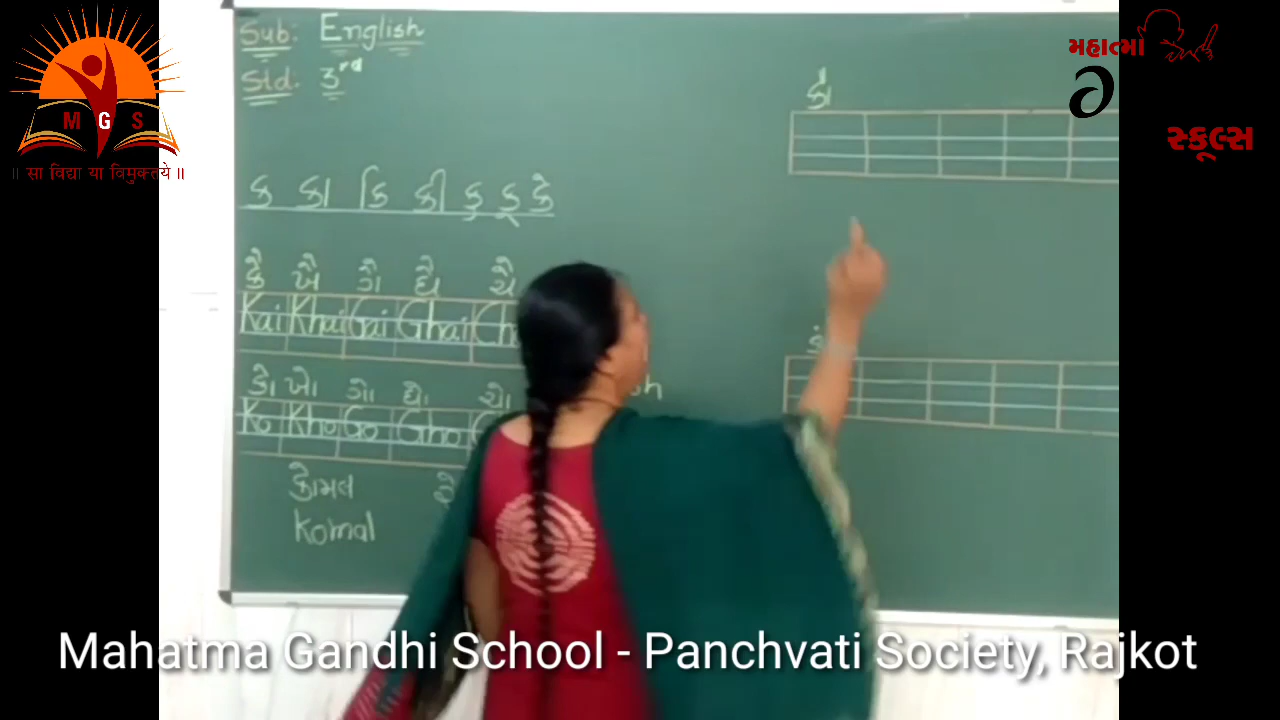 Sub: English
Std: 3rd
ક કા કિ કી કુ કૂ કે
કૈ ખૈ ગૈ ઘૈ ચૈ
Kai Khai Gai Ghai
કો ખો ગો ઘો ચો
Ko Kho Go Gho
કોમલ
Komal
કૌ
કં
M G S
॥ सा विद्या या विमुक्तये ॥
મહાત્મા
સ્કૂલ્સ
Mahatma Gandhi School - Panchvati Society, Rajkot